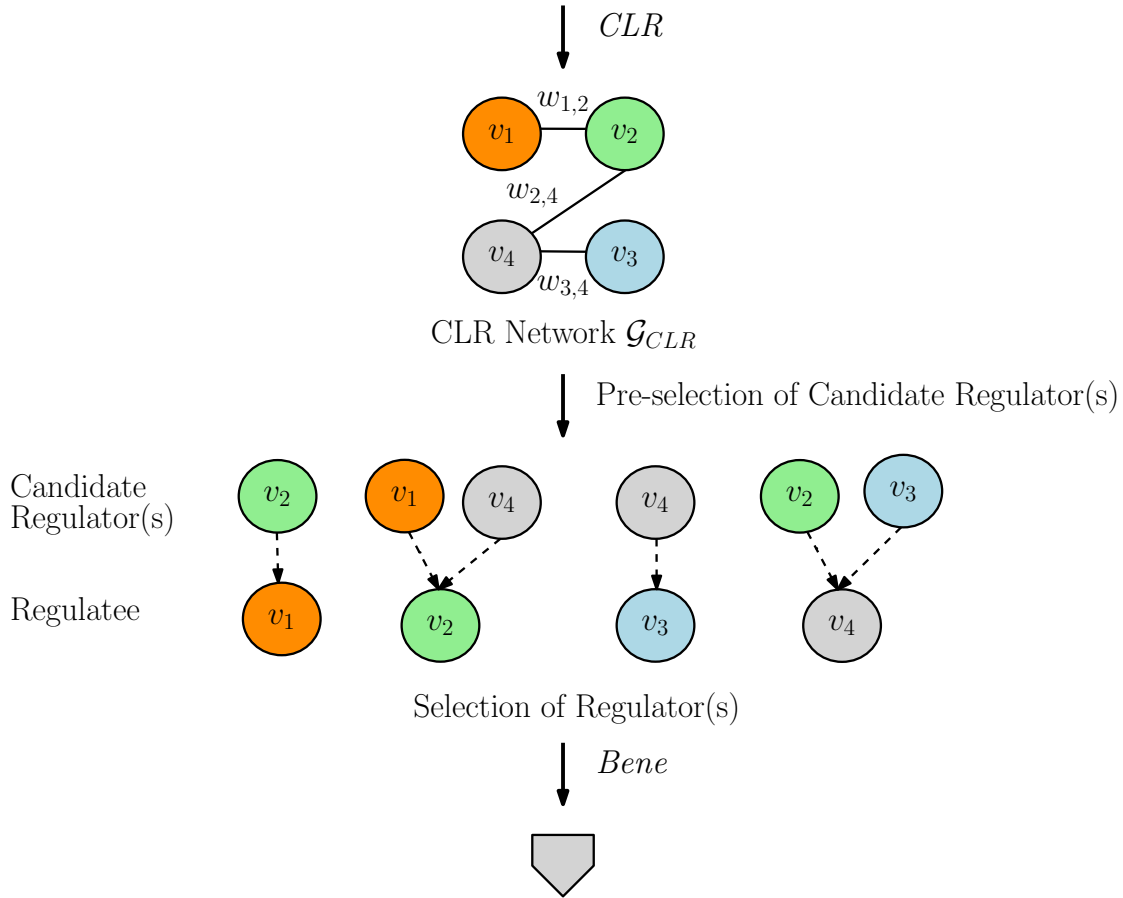 CLR
w1,2
v1 v2
w2,4
v4 v3
w3,4
CLR Network 𝒢CLR
Pre-selection of Candidate Regulator(s)
Candidate
Regulator(s)
v2 v1 v4 v4 v2 v3
Regulatee
v1 v2 v3 v4
Selection of Regulator(s)
Bene